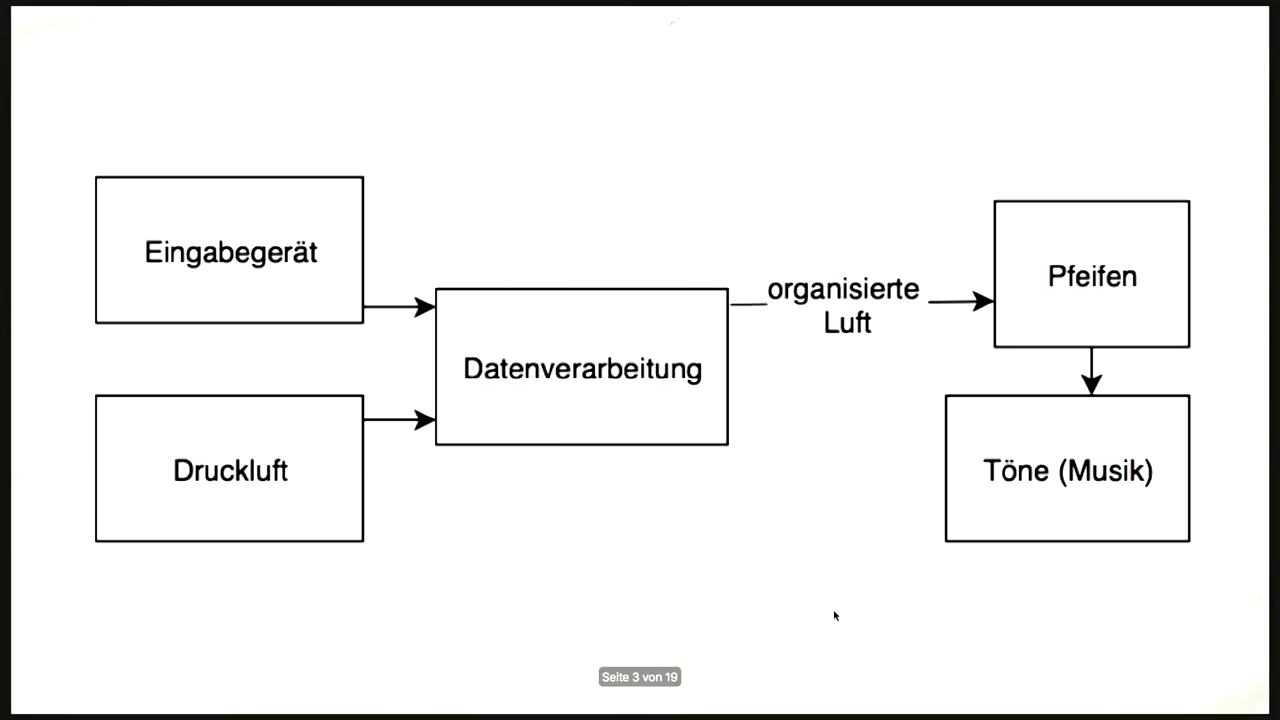 Eingabegerät
Druckluft
Datenverarbeitung
organisierte
Luft
Pfeifen
Töne (Musik)
Seite 3 von 19